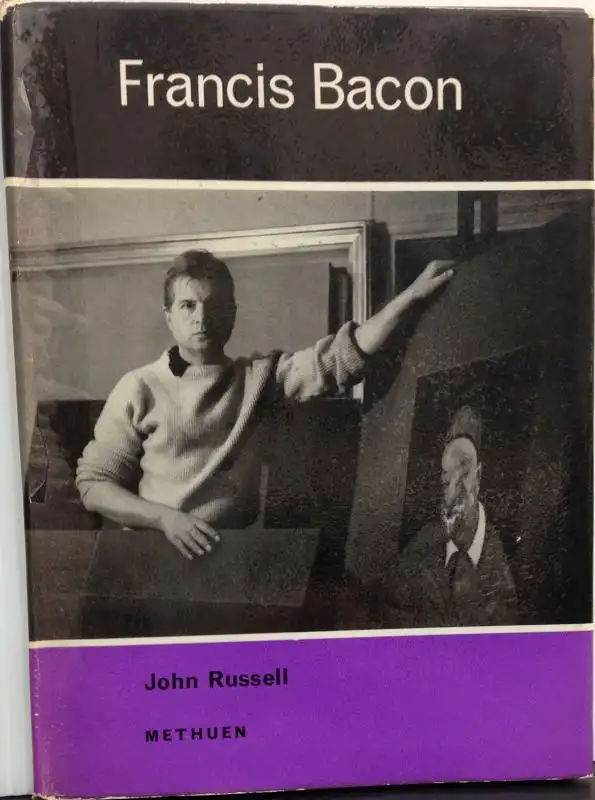 Francis Bacon
John Russell
METHUEN